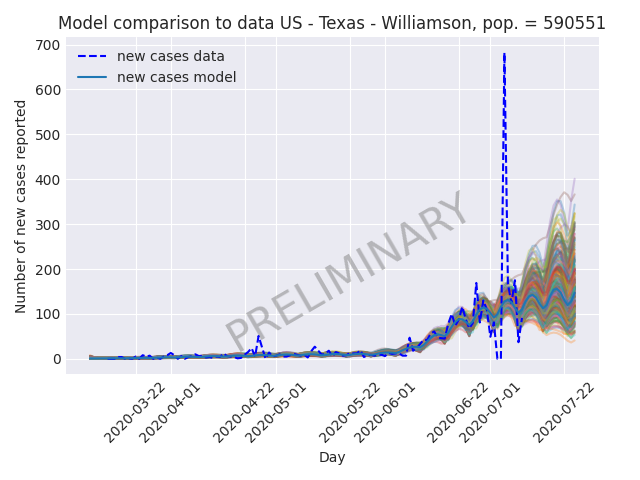 Model comparison to data US - Texas - Williamson, pop. = 590551
new cases data
new cases model
Number of new cases reported
700
600
500
400
300
200
100
0
PRELIMINARY
2020-03-22
2020-04-01
2020-04-22
2020-05-01
2020-05-22
2020-06-01
2020-06-22
2020-07-01
2020-07-22
Day